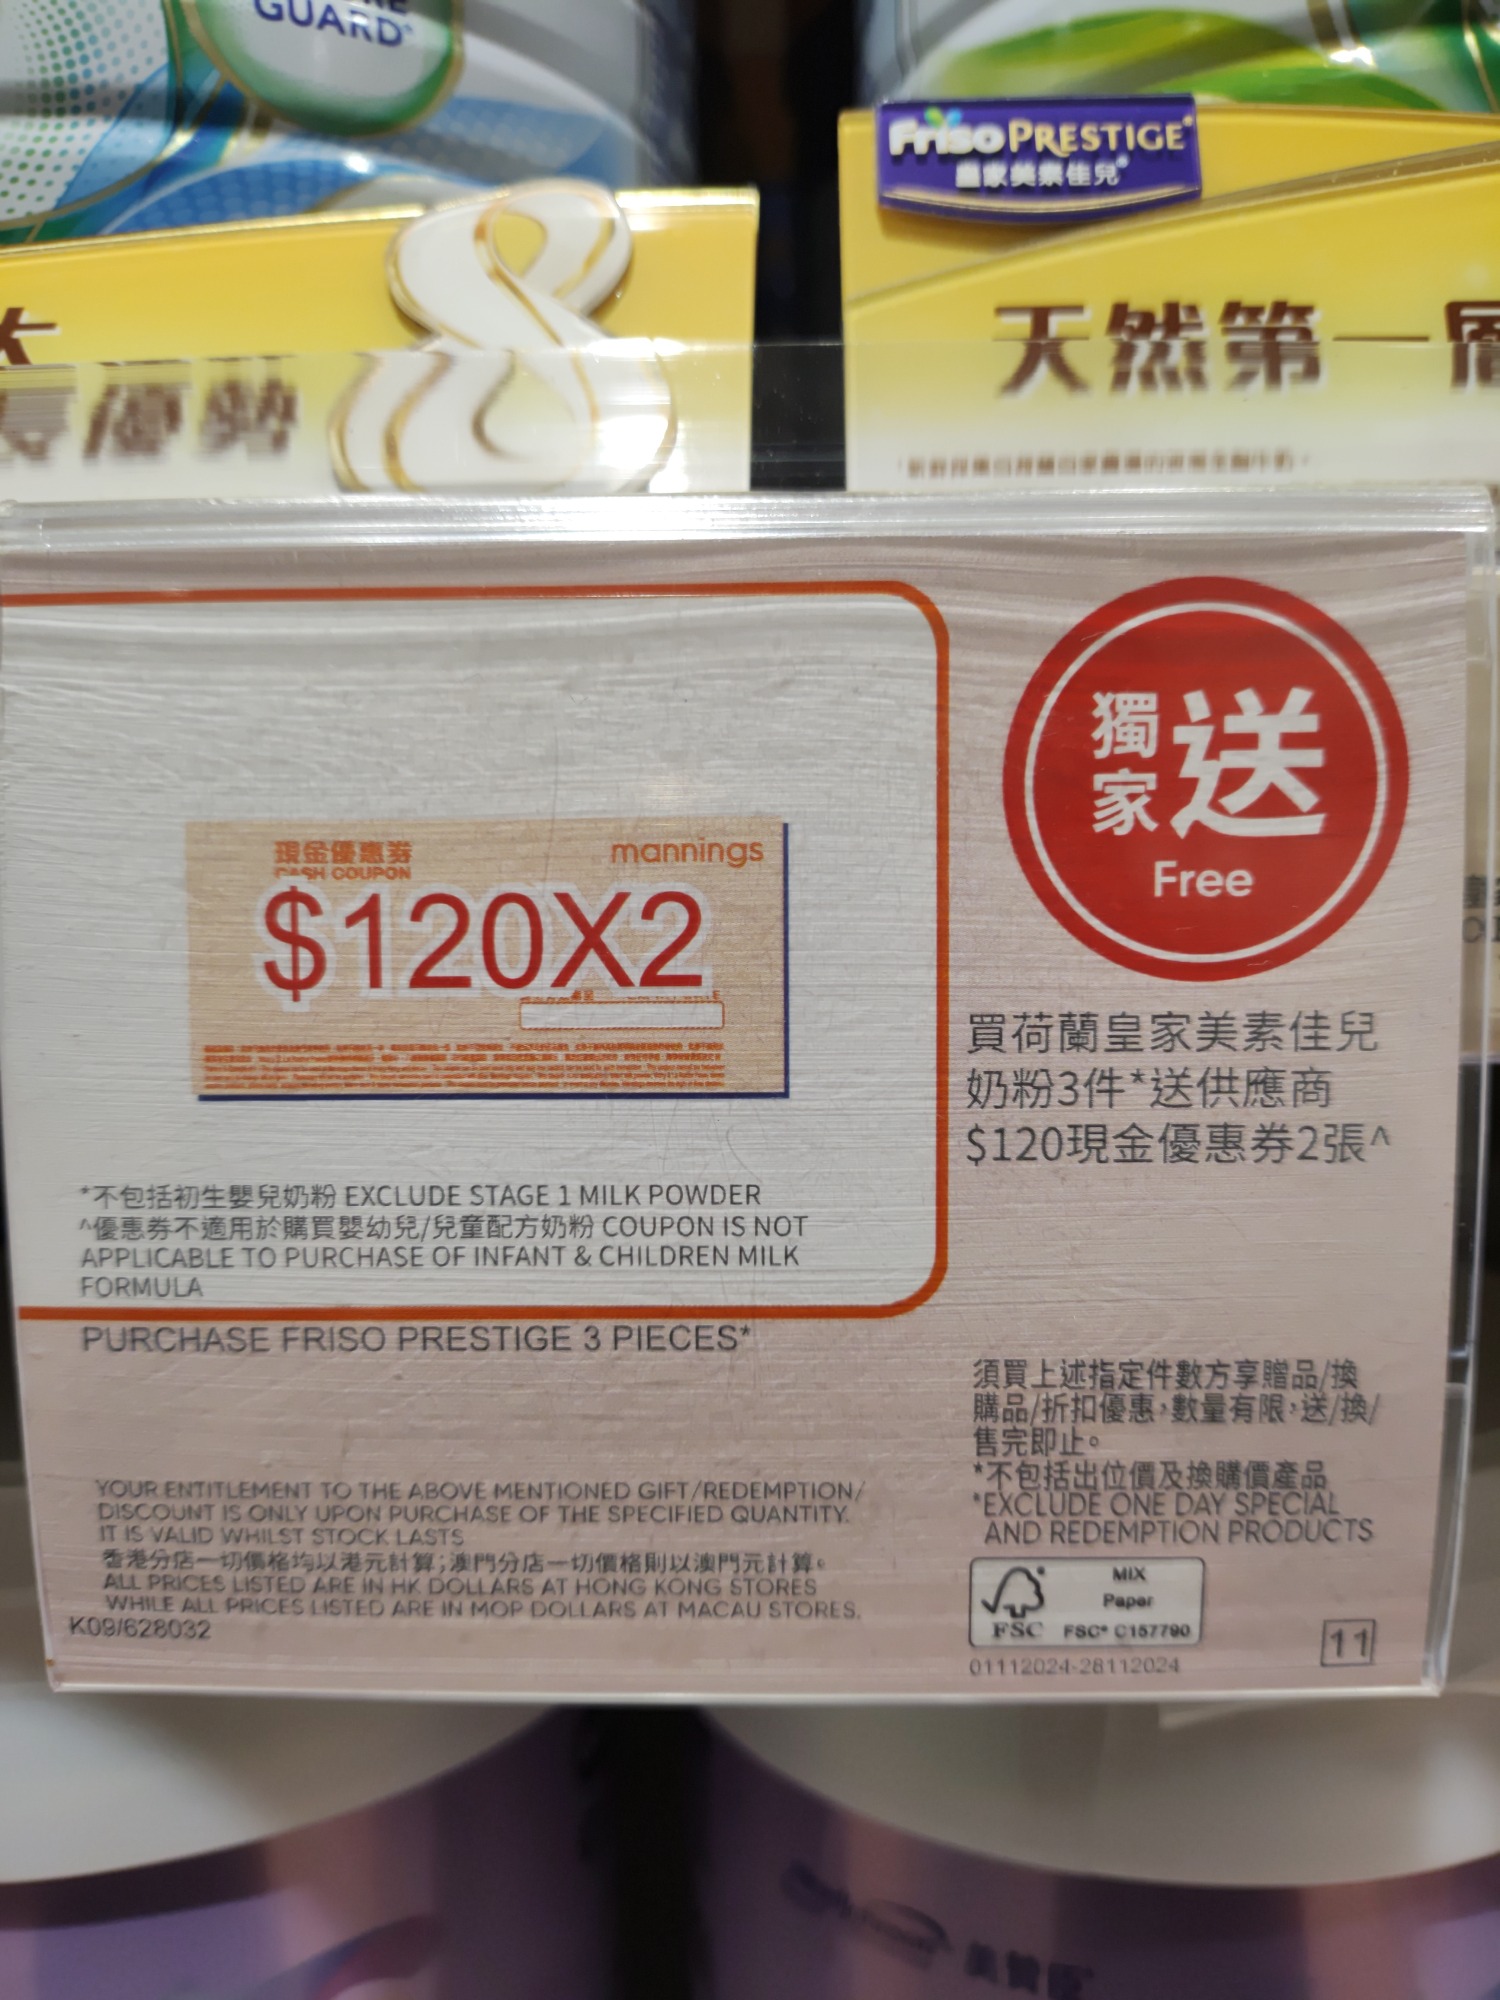 GUARD
Friso PRESTIGE
皇家美素佳兒
優勢
天然第一層
獨家送
Free
現金優惠券
mannings
CASH COUPON
$120X2
買荷蘭皇家美素佳兒
奶粉3件*送供應商
$120現金優惠券2張^
*不包括初生嬰兒奶粉 EXCLUDE STAGE 1 MILK POWDER
^優惠券不適用於購買嬰幼兒/兒童配方奶粉 COUPON IS NOT
APPLICABLE TO PURCHASE OF INFANT & CHILDREN MILK
FORMULA
PURCHASE FRISO PRESTIGE 3 PIECES*
須買上述指定件數方享贈品/換
購品/折扣優惠,數量有限,送/換/
售完即止。
*不包括出位價及換購價產品
*EXCLUDE ONE DAY SPECIAL
AND REDEMPTION PRODUCTS
YOUR ENTITLEMENT TO THE ABOVE MENTIONED GIFT/REDEMPTION/
DISCOUNT IS ONLY UPON PURCHASE OF THE SPECIFIED QUANTITY.
IT IS VALID WHILST STOCK LASTS
香港分店一切價格均以港元計算;澳門分店一切價格則以澳門元計算。
ALL PRICES LISTED ARE IN HK DOLLARS AT HONG KONG STORES
WHILE ALL PRICES LISTED ARE IN MOP DOLLARS AT MACAU STORES.
K09/628032
MIX
Paper
FSC
FSC® C157790
01112024-28112024
11
美贊臣